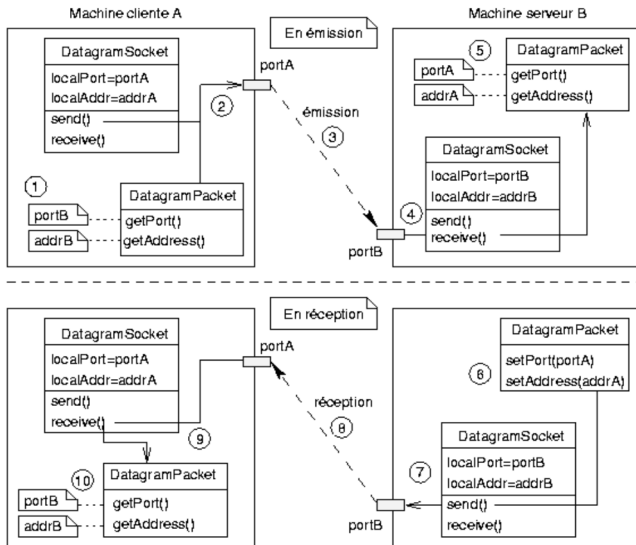 Machine cliente A
Machine serveur B
En émission
DatagramSocket
localPort=portA
localAddr=addrA
send()
receive()
portA
2
1
DatagramPacket
portB
getPort()
addrB
getAddress()
émission
3
5
DatagramPacket
portA
getPort()
addrA
getAddress()
DatagramSocket
localPort=portB
localAddr=addrB
4
send()
receive()
portB
En réception
DatagramSocket
localPort=portA
localAddr=addrA
send()
receive()
portA
9
10
DatagramPacket
portB
getPort()
addrB
getAddress()
réception
8
DatagramPacket
6
setPort(portA)
setAddress(addrA)
DatagramSocket
7
localPort=portB
localAddr=addrB
send()
receive()
portB